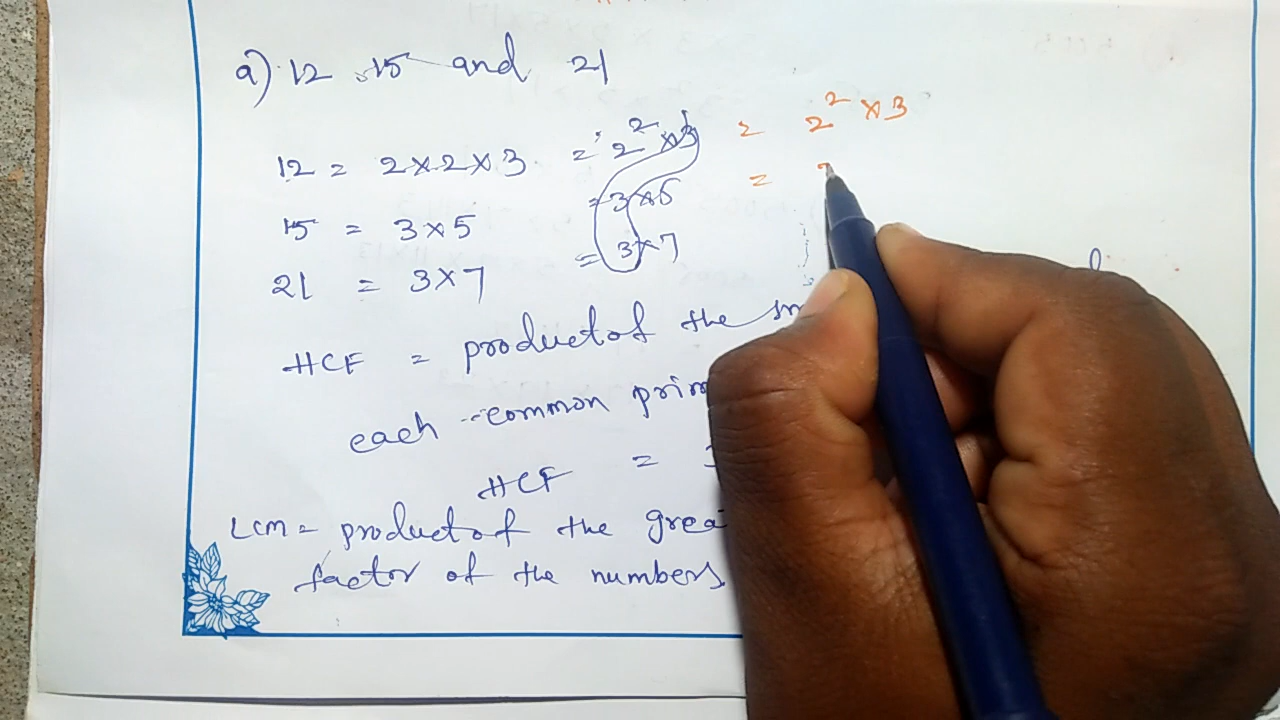 a) 12, 15 and 21
12 = 2×2×3 = 2² ×3 = 2² ×3
15 = 3×5 = 3×5 =
21 = 3×7 = 3×7
HCF = product of the
each common
HCF =
LCM = product of the
factor of the numbers